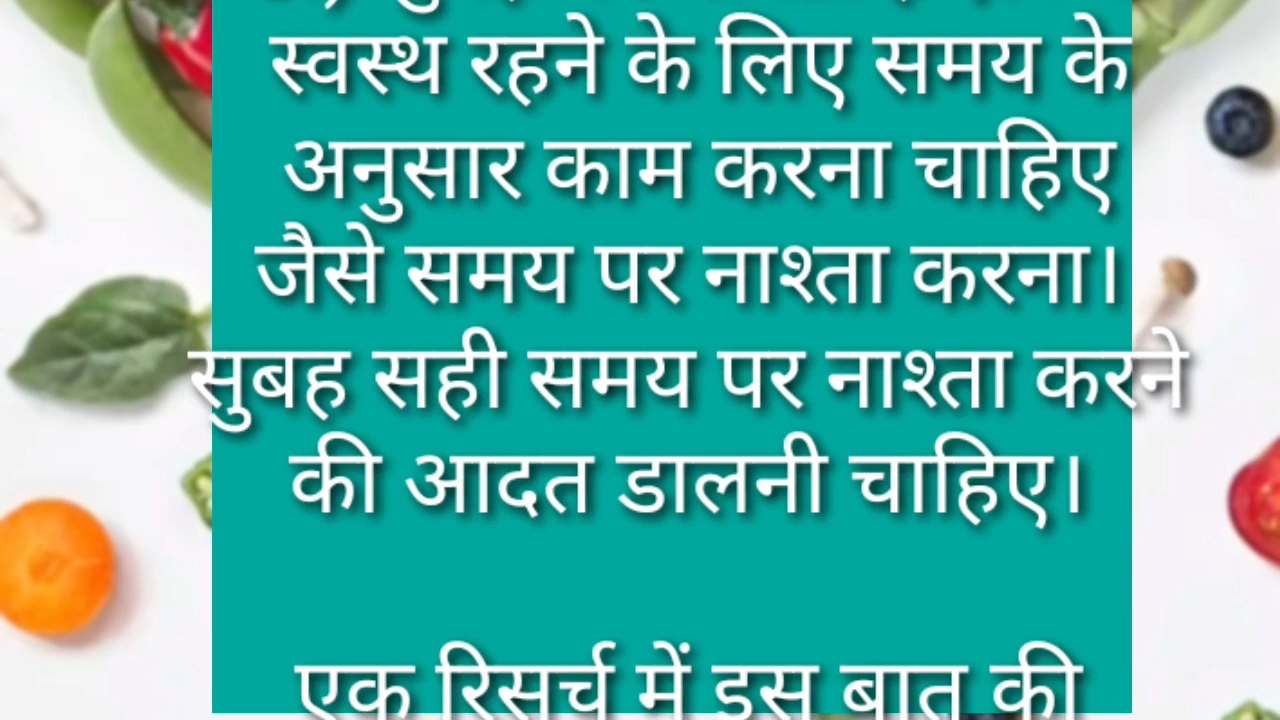 स्वस्थ रहने के लिए समय के
अनुसार काम करना चाहिए
जैसे समय पर नाश्ता करना।
सुबह सही समय पर नाश्ता करने
की आदत डालनी चाहिए।
एक रिसर्च में इस बात की